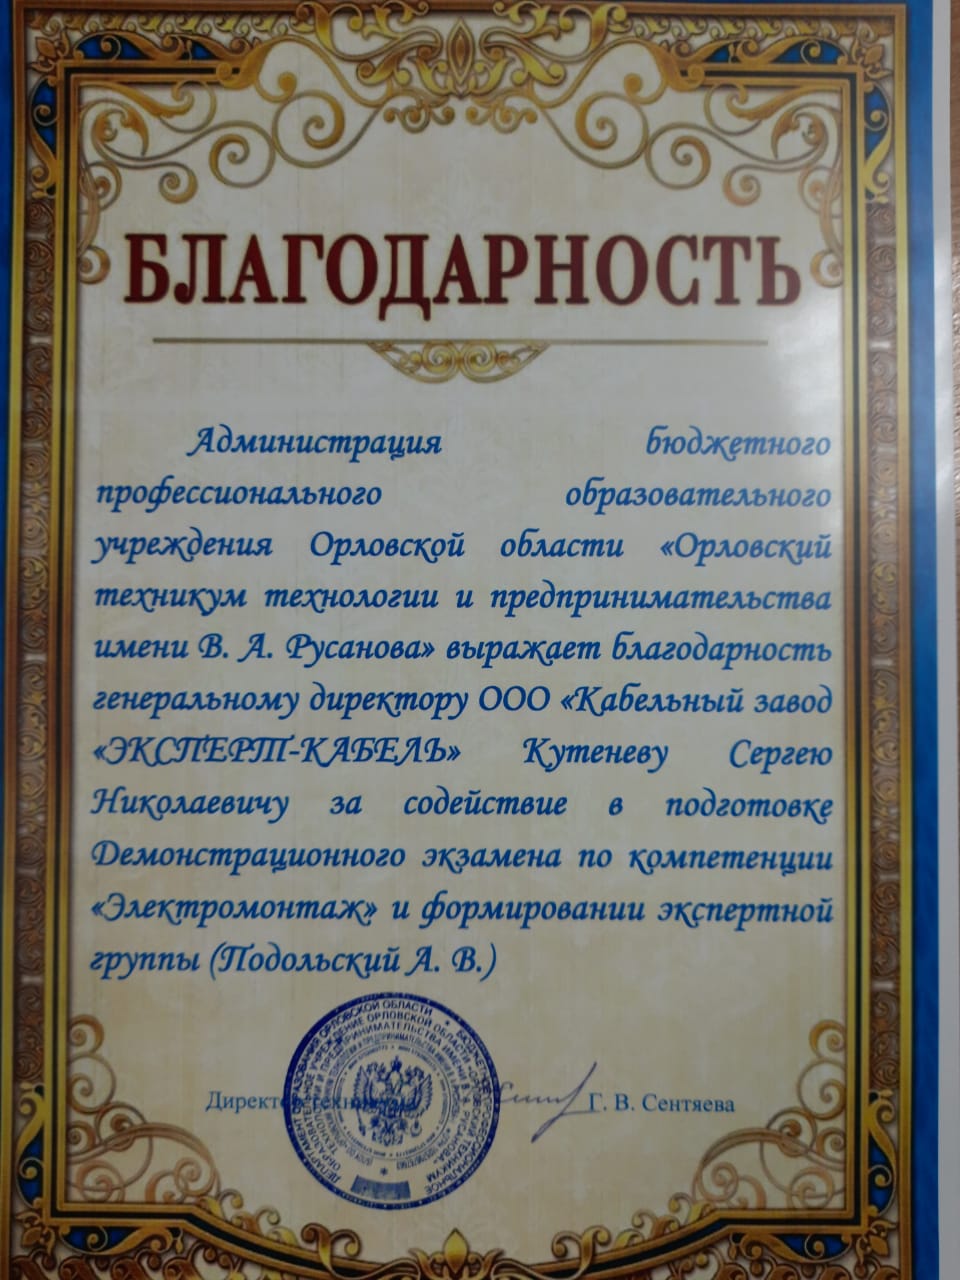 БЛАГОДАРНОСТЬ
Администрация бюджетного
профессионального образовательного
учреждения Орловской области «Орловский
техникум технологии и предпринимательства
имени В. А. Русанова» выражает благодарность
генеральному директору ООО «Кабельный завод
«ЭКСПЕРТ-КАБЕЛЬ» Кутеневу Сергею
Николаевичу за содействие в подготовке
Демонстрационного экзамена по компетенции
«Электромонтаж» и формировании экспертной
группы (Подольский А. В.)
Директор техникума Г. В. Сентяева